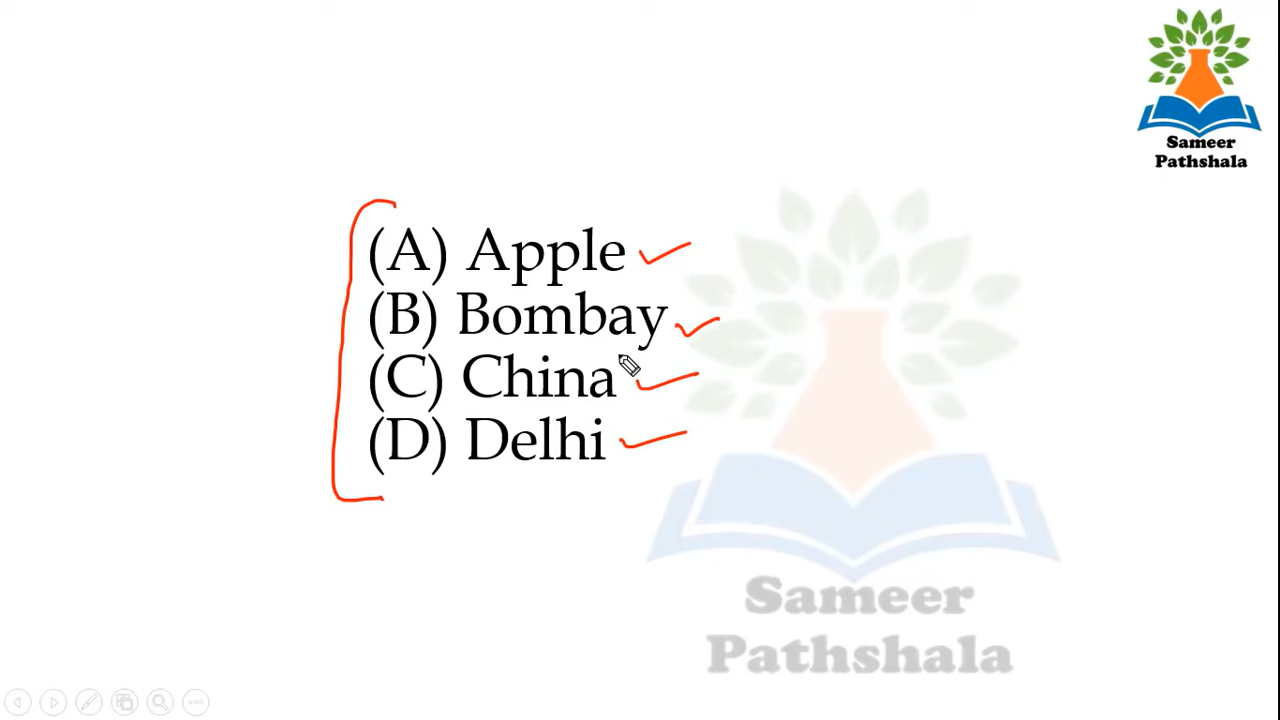 Sameer
Pathshala
(A) Apple
(B) Bombay
(C) China
(D) Delhi
Sameer
Pathshala